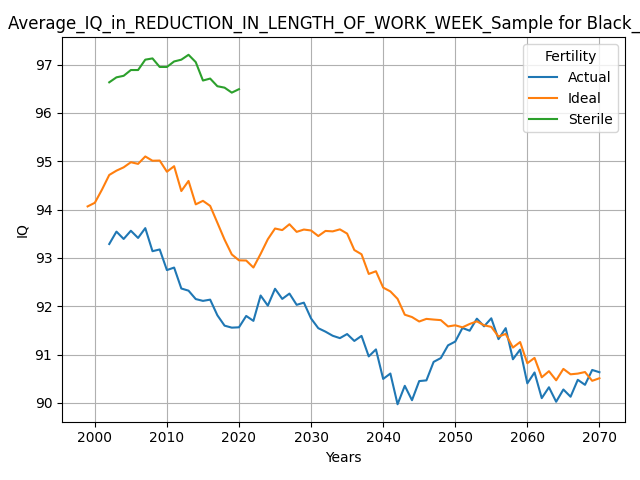 Average_IQ_in_REDUCTION_IN_LENGTH_OF_WORK_WEEK_Sample for Black_
Fertility
Actual
Ideal
Sterile
97
96
95
94
93
92
91
90
IQ
2000 2010 2020 2030 2040 2050 2060 2070
Years